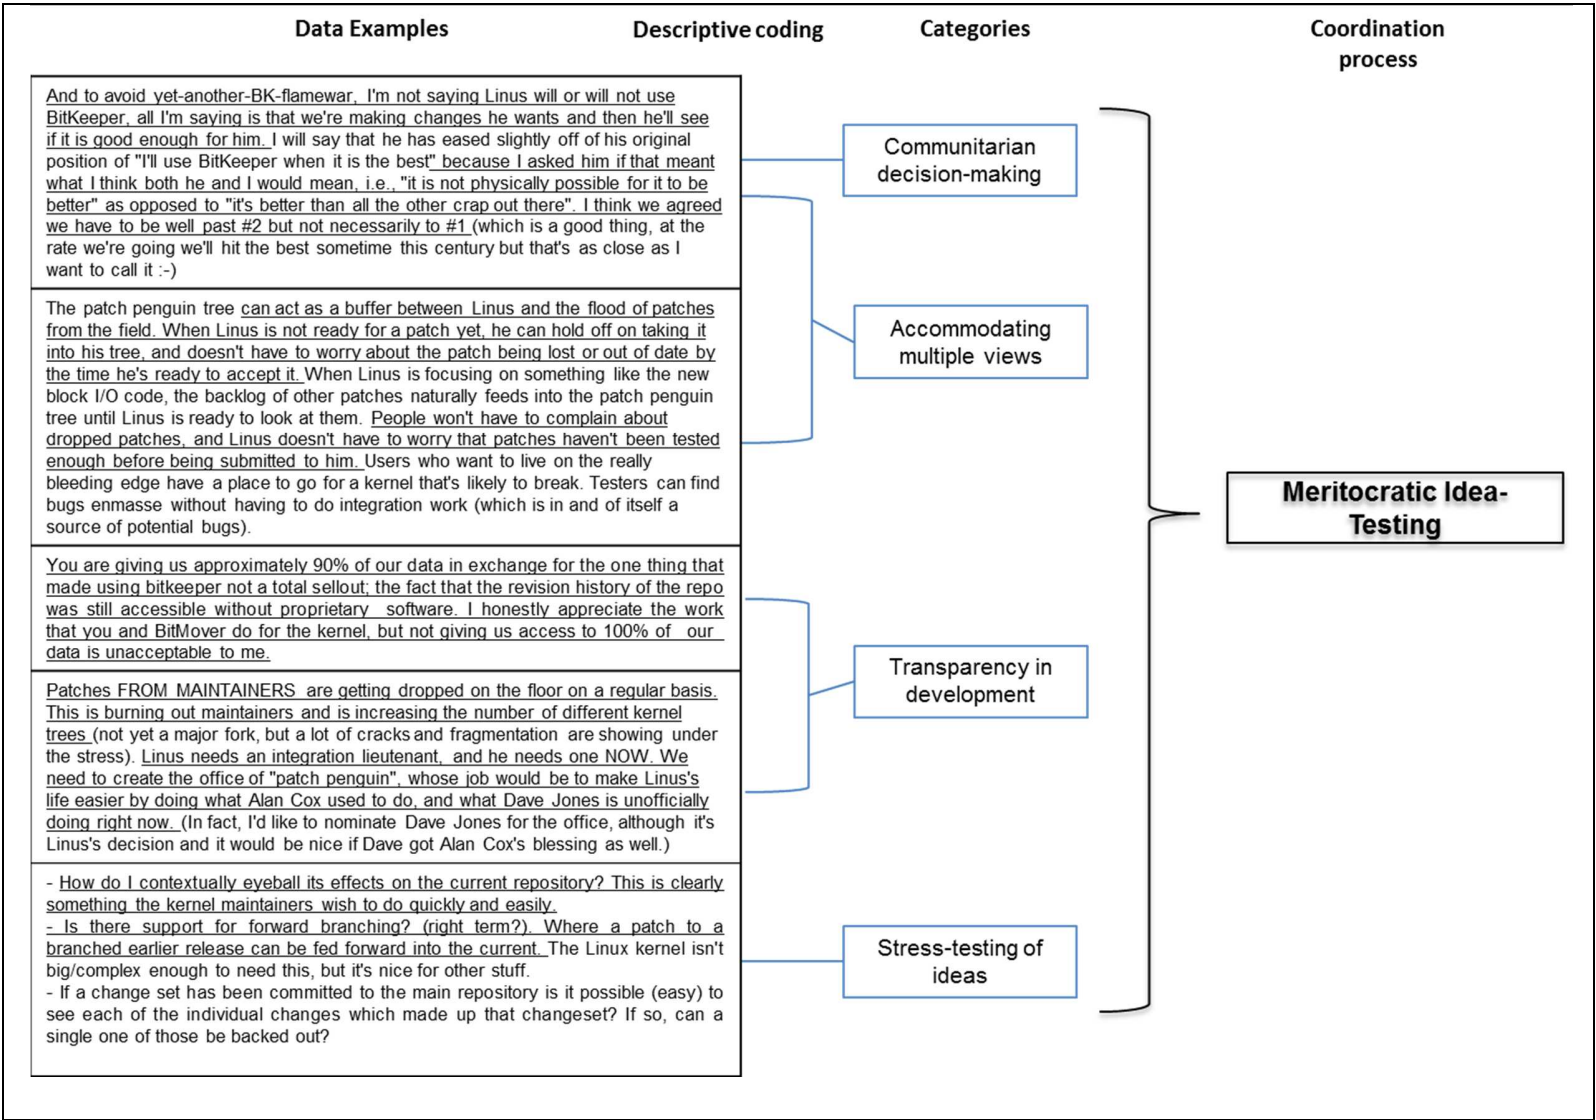 Data Examples
Descriptive coding
Categories
Coordination
process
And to avoid yet-another-BK-flamewar, I'm not saying Linus will or will not use
BitKeeper, all I'm saying is that we're making changes he wants and then he'll see
if it is good enough for him. I will say that he has eased slightly off of his original
position of "I'll use BitKeeper when it is the best" because I asked him if that meant
what I think both he and I would mean, i.e., "it is not physically possible for it to be
better" as opposed to "it's better than all the other crap out there". I think we agreed
we have to be well past #2 but not necessarily to #1 (which is a good thing, at the
rate we're going we'll hit the best sometime this century but that's as close as I
want to call it :-)
The patch penguin tree can act as a buffer between Linus and the flood of patches
from the field. When Linus is not ready for a patch yet, he can hold off on taking it
into his tree, and doesn't have to worry about the patch being lost or out of date by
the time he's ready to accept it. When Linus is focusing on something like the new
block I/O code, the backlog of other patches naturally feeds into the patch penguin
tree until Linus is ready to look at them. People won't have to complain about
dropped patches, and Linus doesn't have to worry that patches haven't been tested
enough before being submitted to him. Users who want to live on the really
bleeding edge have a place to go for a kernel that's likely to break. Testers can find
bugs enmasse without having to do integration work (which is in and of itself a
source of potential bugs).
You are giving us approximately 90% of our data in exchange for the one thing that
made using bitkeeper not a total sellout; the fact that the revision history of the repo
was still accessible without proprietary software. I honestly appreciate the work
that you and BitMover do for the kernel, but not giving us access to 100% of our
data is unacceptable to me.
Patches FROM MAINTAINERS are getting dropped on the floor on a regular basis.
This is burning out maintainers and is increasing the number of different kernel
trees (not yet a major fork, but a lot of cracks and fragmentation are showing under
the stress). Linus needs an integration lieutenant, and he needs one NOW. We
need to create the office of "patch penguin", whose job would be to make Linus's
life easier by doing what Alan Cox used to do, and what Dave Jones is unofficially
doing right now. (In fact, I'd like to nominate Dave Jones for the office, although it's
Linus's decision and it would be nice if Dave got Alan Cox's blessing as well.)
- How do I contextually eyeball its effects on the current repository? This is clearly
something the kernel maintainers wish to do quickly and easily.
- Is there support for forward branching? (right term?). Where a patch to a
branched earlier release can be fed forward into the current. The Linux kernel isn't
big/complex enough to need this, but it's nice for other stuff.
- If a change set has been committed to the main repository is it possible (easy) to
see each of the individual changes which made up that changeset? If so, can a
single one of those be backed out?
Communitarian
decision-making
Accommodating
multiple views
Transparency in
development
Stress-testing of
ideas
Meritocratic Idea-
Testing